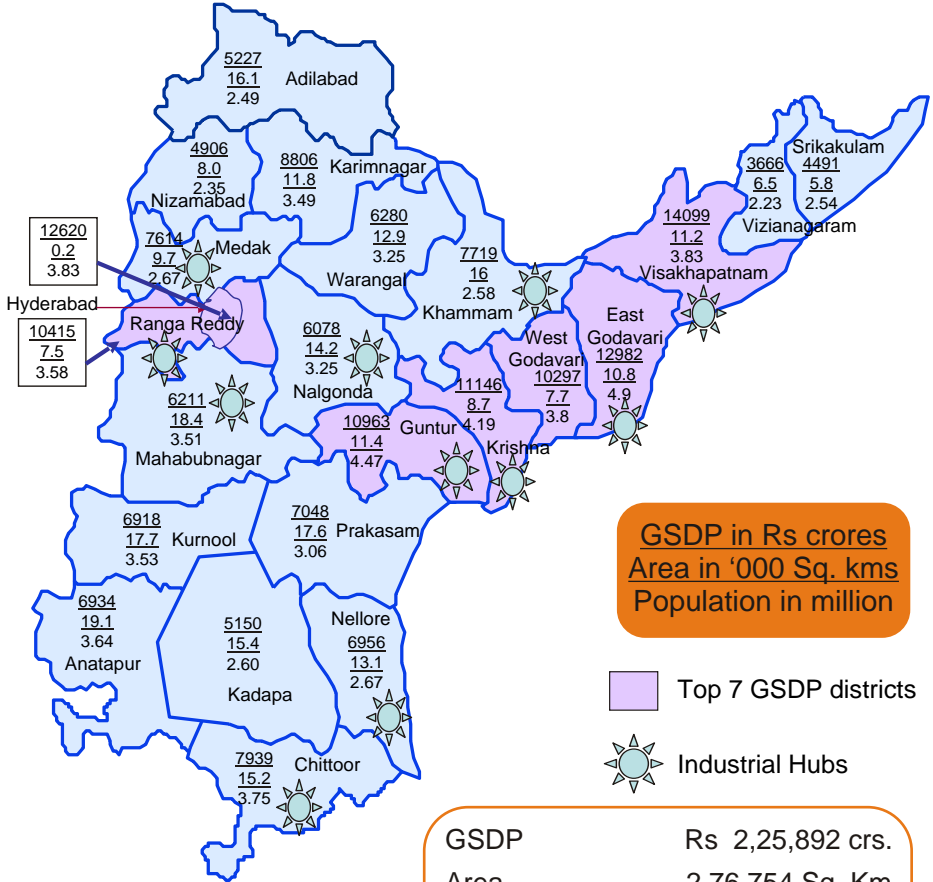 5227
16.1
2.49
Adilabad
4906
8.0
2.35
Nizamabad
8806
11.8
3.49
Karimnagar
3666
6.5
2.23
Vizianagaram
Srikakulam
4491
5.8
2.54
12620
0.2
3.83
Hyderabad
7614
9.7
2.67
Medak
6280
12.9
3.25
Warangal
7719
16
2.58
Khammam
14099
11.2
3.83
Visakhapatnam
10415
7.5
3.58
Ranga Reddy
6078
14.2
3.25
Nalgonda
West
Godavari
10297
7.7
3.8
East
Godavari
12982
10.8
4.9
6211
18.4
3.51
Mahabubnagar
10963
11.4
4.47
Guntur
11146
8.7
4.19
Krishna
6918
17.7
3.53
Kurnool
7048
17.6
3.06
Prakasam
GSDP in Rs crores
Area in ‘000 Sq. kms
Population in million
6934
19.1
3.64
Anatapur
5150
15.4
2.60
Kadapa
Nellore
6956
13.1
2.67
Top 7 GSDP districts
Industrial Hubs
7939
15.2
3.75
Chittoor
GSDP Rs 2,25,892 crs.
Area 2,76,754 Sq. Km